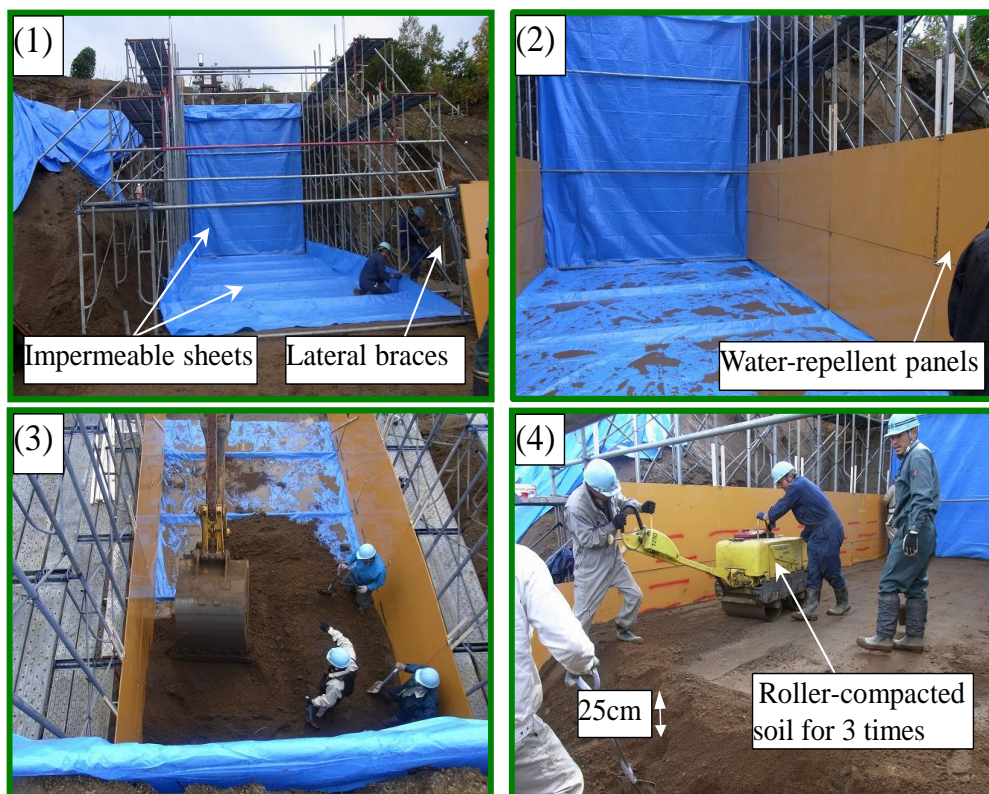 (1)
Impermeable sheets
Lateral braces
(2)
Water-repellent panels
(3)
(4)
25cm
Roller-compacted
soil for 3 times